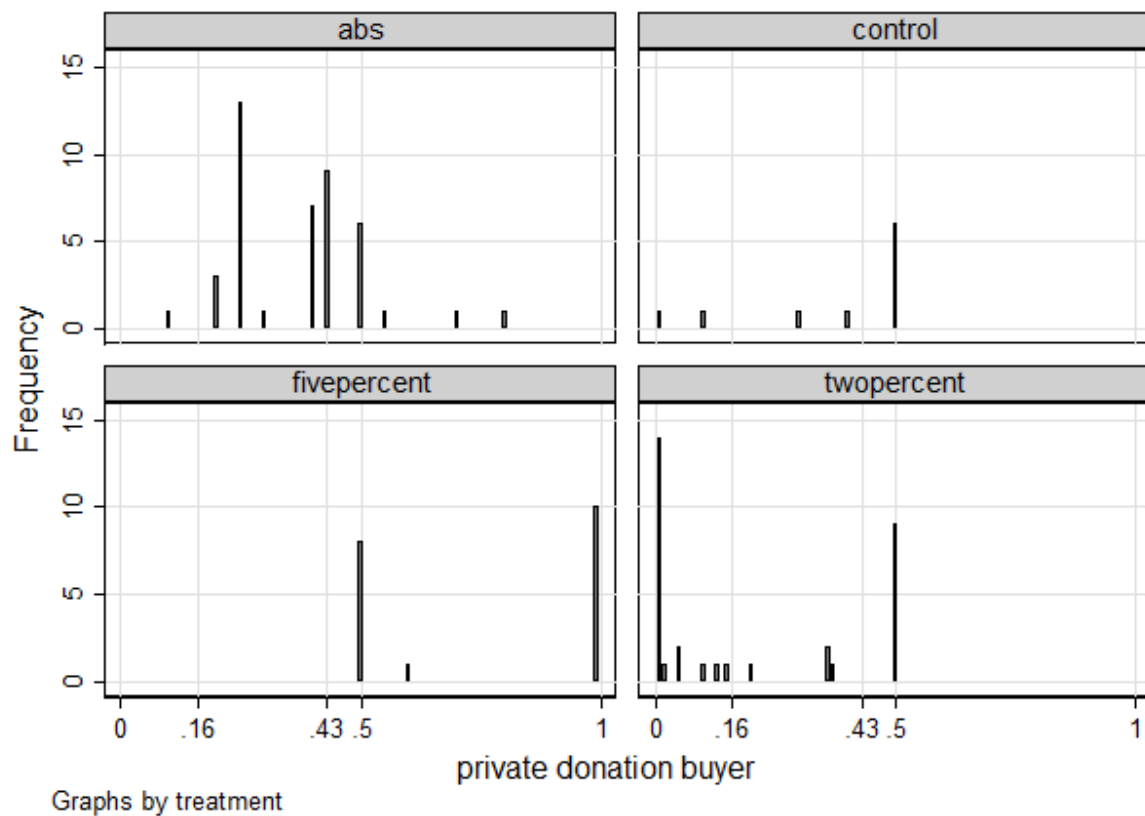 abs
control
15
10
5
0
Frequency
fivepercent
twopercent
15
10
5
0
0 .16 .43 .5 1
0 .16 .43 .5 1
private donation buyer
Graphs by treatment